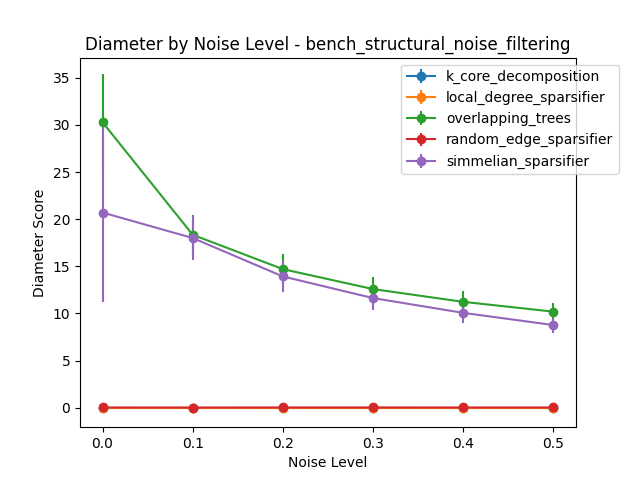 Diameter by Noise Level - bench_structural_noise_filtering
k_core_decomposition
local_degree_sparsifier
overlapping_trees
random_edge_sparsifier
simmelian_sparsifier
Diameter Score
35
30
25
20
15
10
5
0
0.0 0.1 0.2 0.3 0.4 0.5
Noise Level